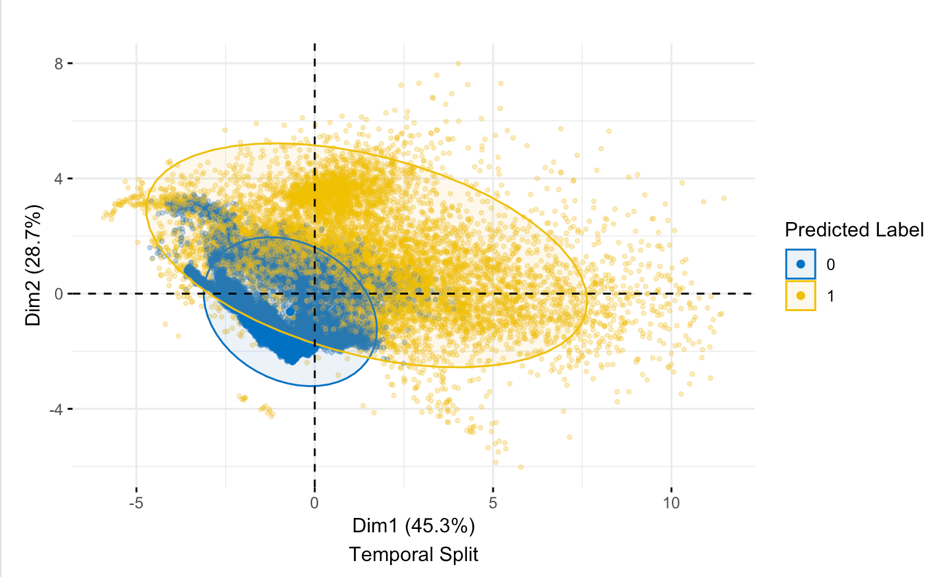 8
4
0
-4
-5
0
5
10
Dim2 (28.7%)
Dim1 (45.3%)
Temporal Split
Predicted Label
0
1